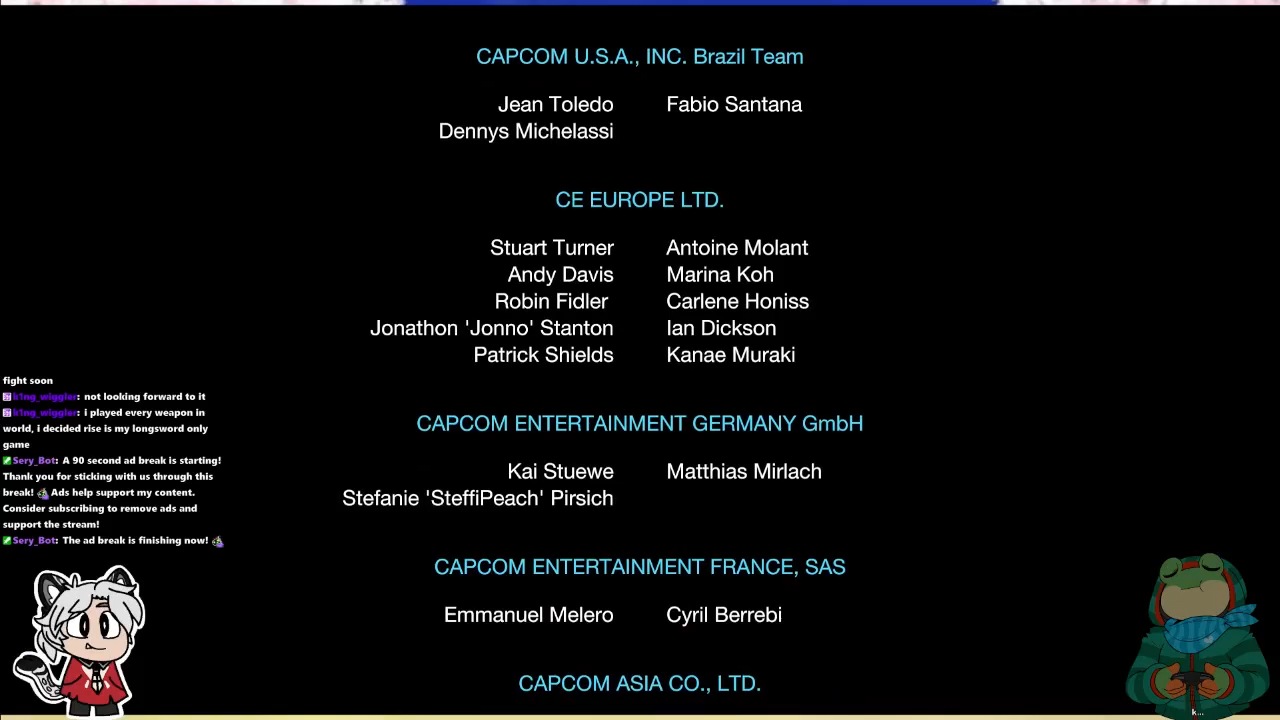 CAPCOM U.S.A., INC. Brazil Team
Jean Toledo Fabio Santana
Dennys Michelassi
CE EUROPE LTD.
Stuart Turner Antoine Molant
Andy Davis Marina Koh
Robin Fidler Carlene Honiss
Jonathon 'Jonno' Stanton Ian Dickson
Patrick Shields Kanae Muraki
CAPCOM ENTERTAINMENT GERMANY GmbH
Kai Stuewe Matthias Mirlach
Stefanie 'SteffiPeach' Pirsich
CAPCOM ENTERTAINMENT FRANCE, SAS
Emmanuel Melero Cyril Berrebi
CAPCOM ASIA CO., LTD.
fight soon
k1ng_wiggler: not looking forward to it
k1ng_wiggler: i played every weapon in
world, i decided rise is my longsword only
game
Sery_Bot: A 90 second ad break is starting!
Thank you for sticking with us through this
break! Ads help support my content.
Consider subscribing to remove ads and
support the stream!
Sery_Bot: The ad break is finishing now!
k...